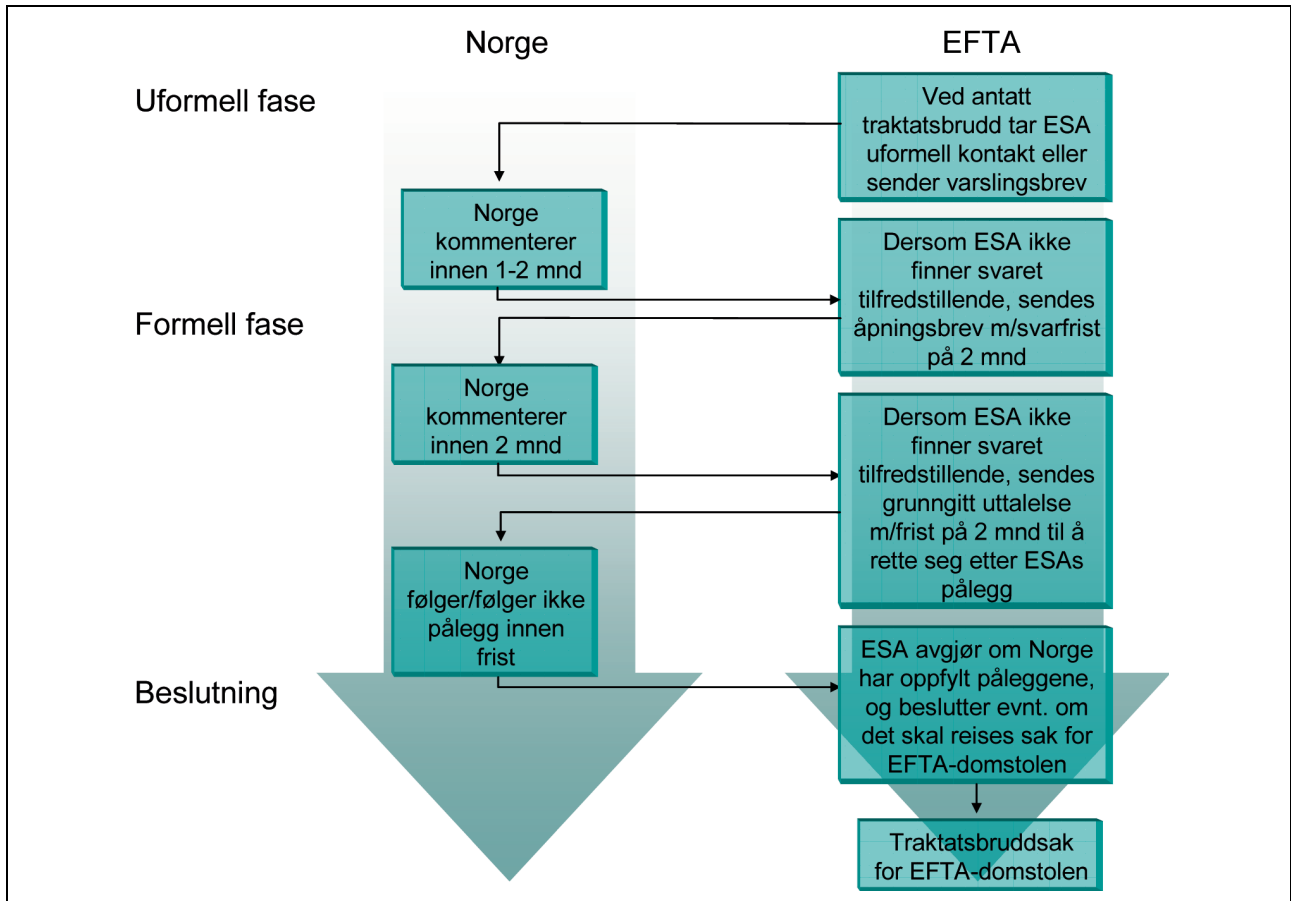 Norge
EFTA
Uformell fase
Ved antatt
traktatsbrudd tar ESA
uformell kontakt eller
sender varslingsbrev
Norge
kommenterer
innen 1-2 mnd
Dersom ESA ikke
finner svaret
tilfredstillende, sendes
åpningsbrev m/svarfrist
på 2 mnd
Formell fase
Norge
kommenterer
innen 2 mnd
Dersom ESA ikke
finner svaret
tilfredstillende, sendes
grunngitt uttalelse
m/frist på 2 mnd til å
rette seg etter ESAs
pålegg
Norge
følger/følger ikke
pålegg innen
frist
Beslutning
ESA avgjør om Norge
har oppfylt påleggene,
og beslutter evnt. om
det skal reises sak for
EFTA-domstolen
Traktatsbruddsak
for EFTA-domstolen